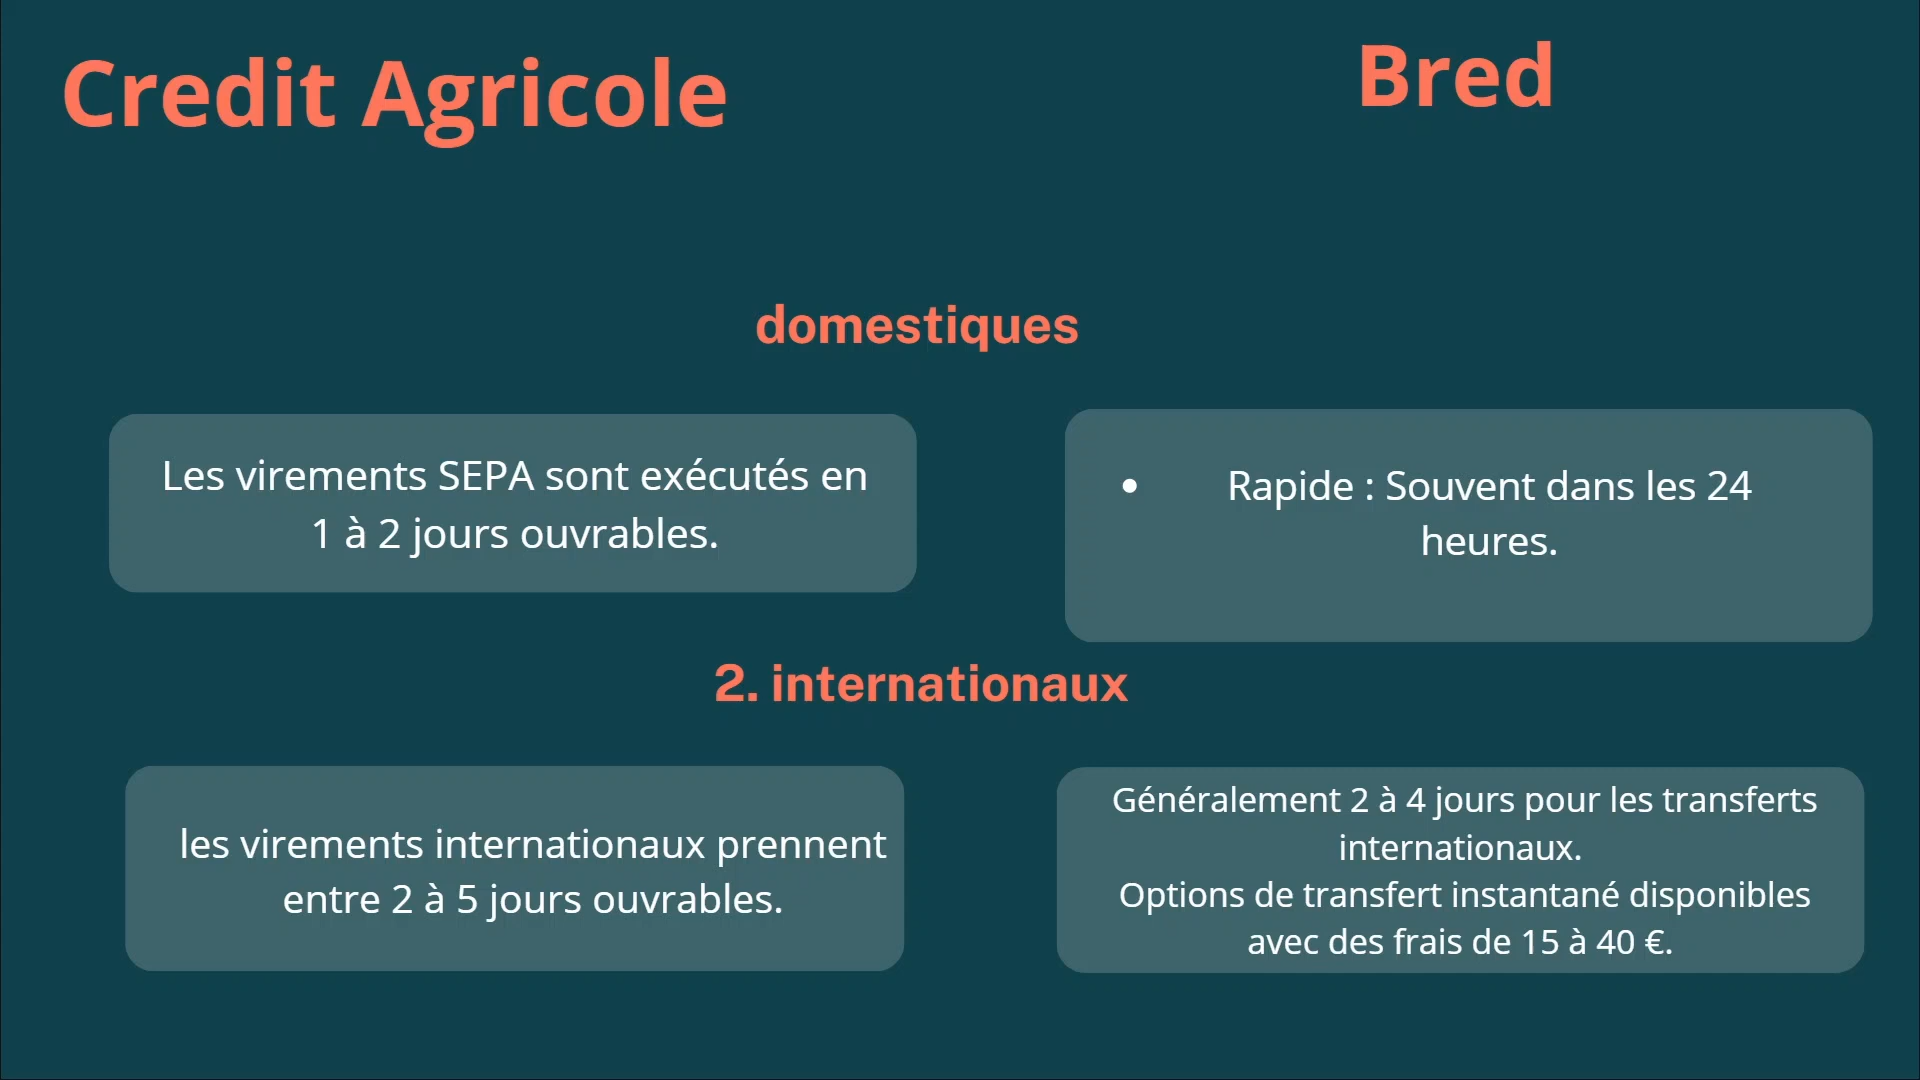 Credit Agricole
Bred
domestiques
Les virements SEPA sont exécutés en
1 à 2 jours ouvrables.
• Rapide : Souvent dans les 24
heures.
2. internationaux
les virements internationaux prennent
entre 2 à 5 jours ouvrables.
Généralement 2 à 4 jours pour les transferts
internationaux.
Options de transfert instantané disponibles
avec des frais de 15 à 40 €.